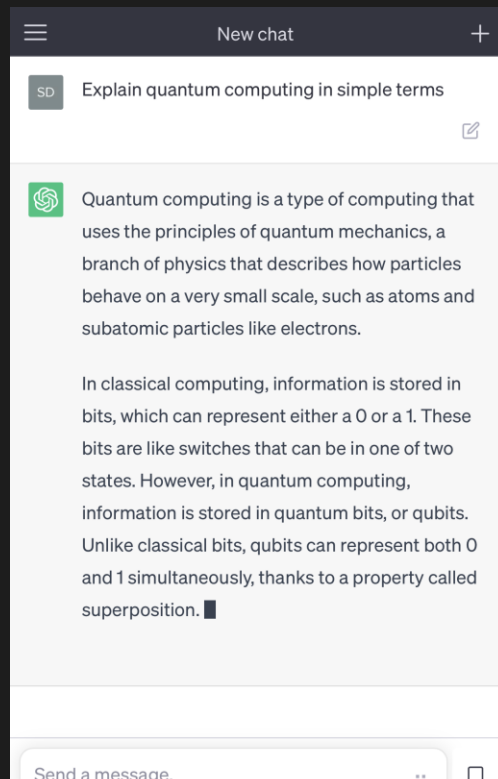 New chat
SD
Explain quantum computing in simple terms
Quantum computing is a type of computing that
uses the principles of quantum mechanics, a
branch of physics that describes how particles
behave on a very small scale, such as atoms and
subatomic particles like electrons.
In classical computing, information is stored in
bits, which can represent either a 0 or a 1. These
bits are like switches that can be in one of two
states. However, in quantum computing,
information is stored in quantum bits, or qubits.
Unlike classical bits, qubits can represent both 0
and 1 simultaneously, thanks to a property called
superposition.
Send a message.